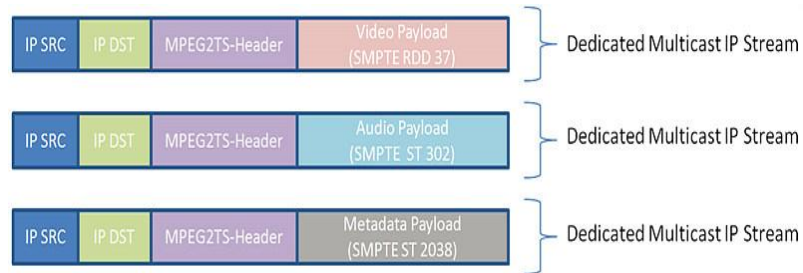 IP SRC IP DST MPEG2TS-Header Video Payload
(SMPTE RDD 37)
Dedicated Multicast IP Stream
IP SRC IP DST MPEG2TS-Header Audio Payload
(SMPTE ST 302)
Dedicated Multicast IP Stream
IP SRC IP DST MPEG2TS-Header Metadata Payload
(SMPTE ST 2038)
Dedicated Multicast IP Stream